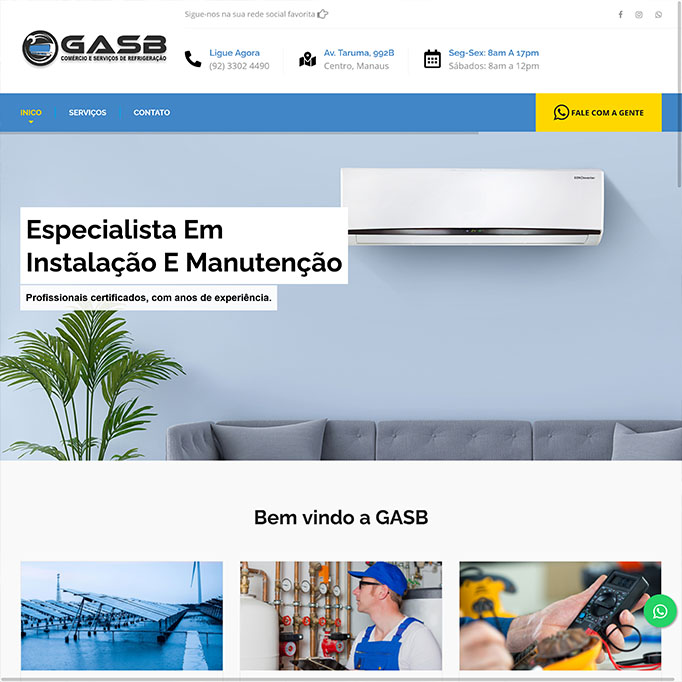 Sigue-nos na sua rede social favorita
GASB
COMÉRCIO E SERVIÇOS DE REFRIGERAÇÃO
Ligue Agora
(92) 3302 4490
Av. Taruma, 992B
Centro, Manaus
Seg-Sex: 8am A 17pm
Sábados: 8am a 12pm
INICO
SERVIÇOS
CONTATO
FALE COM A GENTE
Especialista Em
Instalação E Manutenção
Profissionais certificados, com anos de experiência.
Bem vindo a GASB